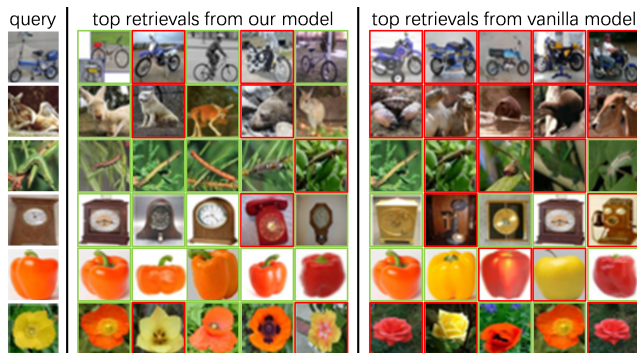 query top retrievals from our model top retrievals from vanilla model